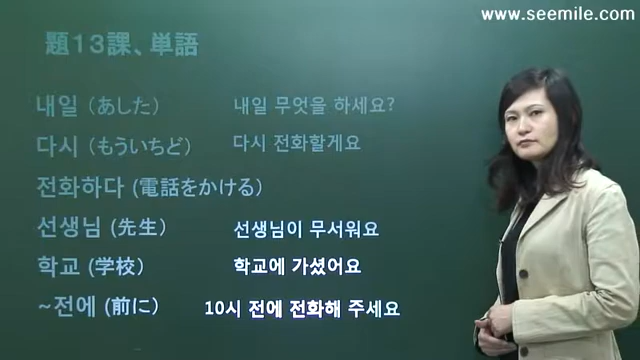 www.seemile.com
題13課、単語
내일 (あした) 내일 무엇을 하세요?
다시 (もういちど) 다시 전화할게요
전화하다 (電話をかける)
선생님 (先生) 선생님이 무서워요
학교 (学校) 학교에 가셨어요
~전에 (前に) 10시 전에 전화해 주세요